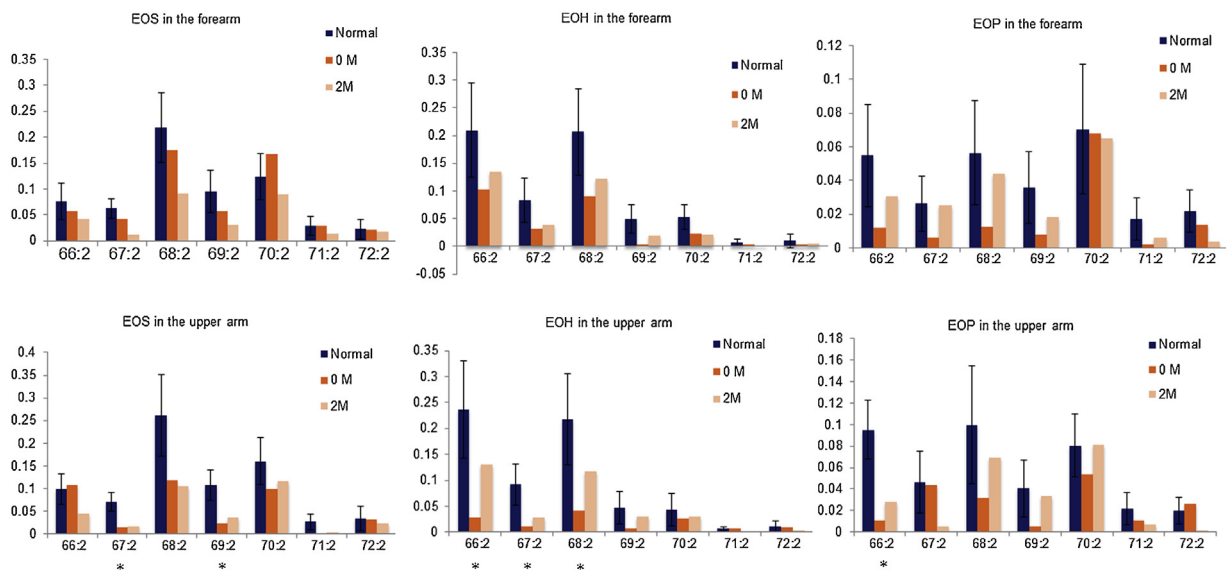 EOS in the forearm
Normal
0 M
2M
0.35
0.3
0.25
0.2
0.15
0.1
0.05
0
66:2 67:2 68:2 69:2 70:2 71:2 72:2
EOH in the forearm
Normal
0 M
2M
0.35
0.3
0.25
0.2
0.15
0.1
0.05
0
-0.05
66:2 67:2 68:2 69:2 70:2 71:2 72:2
EOP in the forearm
Normal
0 M
2M
0.12
0.1
0.08
0.06
0.04
0.02
0
66:2 67:2 68:2 69:2 70:2 71:2 72:2
EOS in the upper arm
Normal
0 M
2M
0.4
0.35
0.3
0.25
0.2
0.15
0.1
0.05
0
66:2 67:2 68:2 69:2 70:2 71:2 72:2
* *
EOH in the upper arm
Normal
0 M
2M
0.35
0.3
0.25
0.2
0.15
0.1
0.05
0
66:2 67:2 68:2 69:2 70:2 71:2 72:2
* * *
EOP in the upper arm
Normal
0 M
2M
0.18
0.16
0.14
0.12
0.1
0.08
0.06
0.04
0.02
0
66:2 67:2 68:2 69:2 70:2 71:2 72:2
*